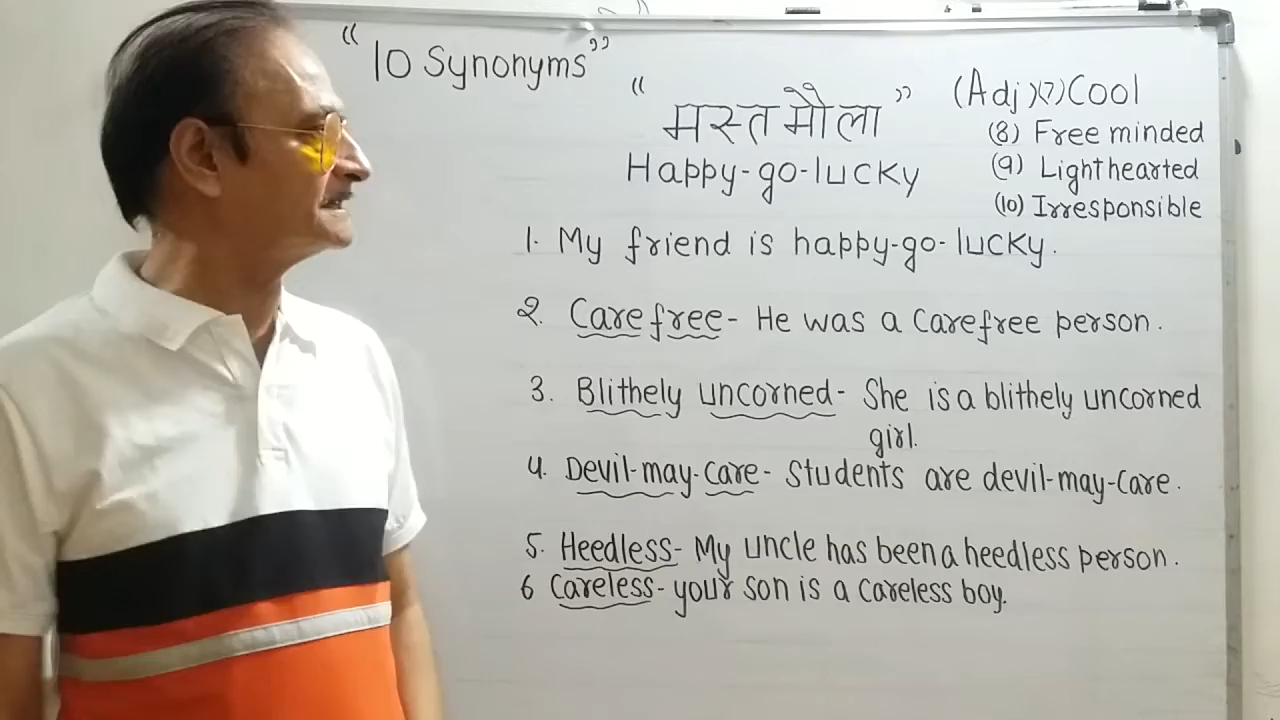 “10 Synonyms”
“मस्तमौला”
Happy-go-lucky
(Adj)(7) Cool
(8) Free minded
(9) Lighthearted
(10) Irresponsible
1. My friend is happy-go-lucky.
2. Carefree - He was a carefree person.
3. Blithely uncorned - She is a blithely uncorned
girl.
4. Devil-may-care - Students are devil-may-care.
5. Heedless - My uncle has been a heedless person.
6 Careless - your son is a careless boy.